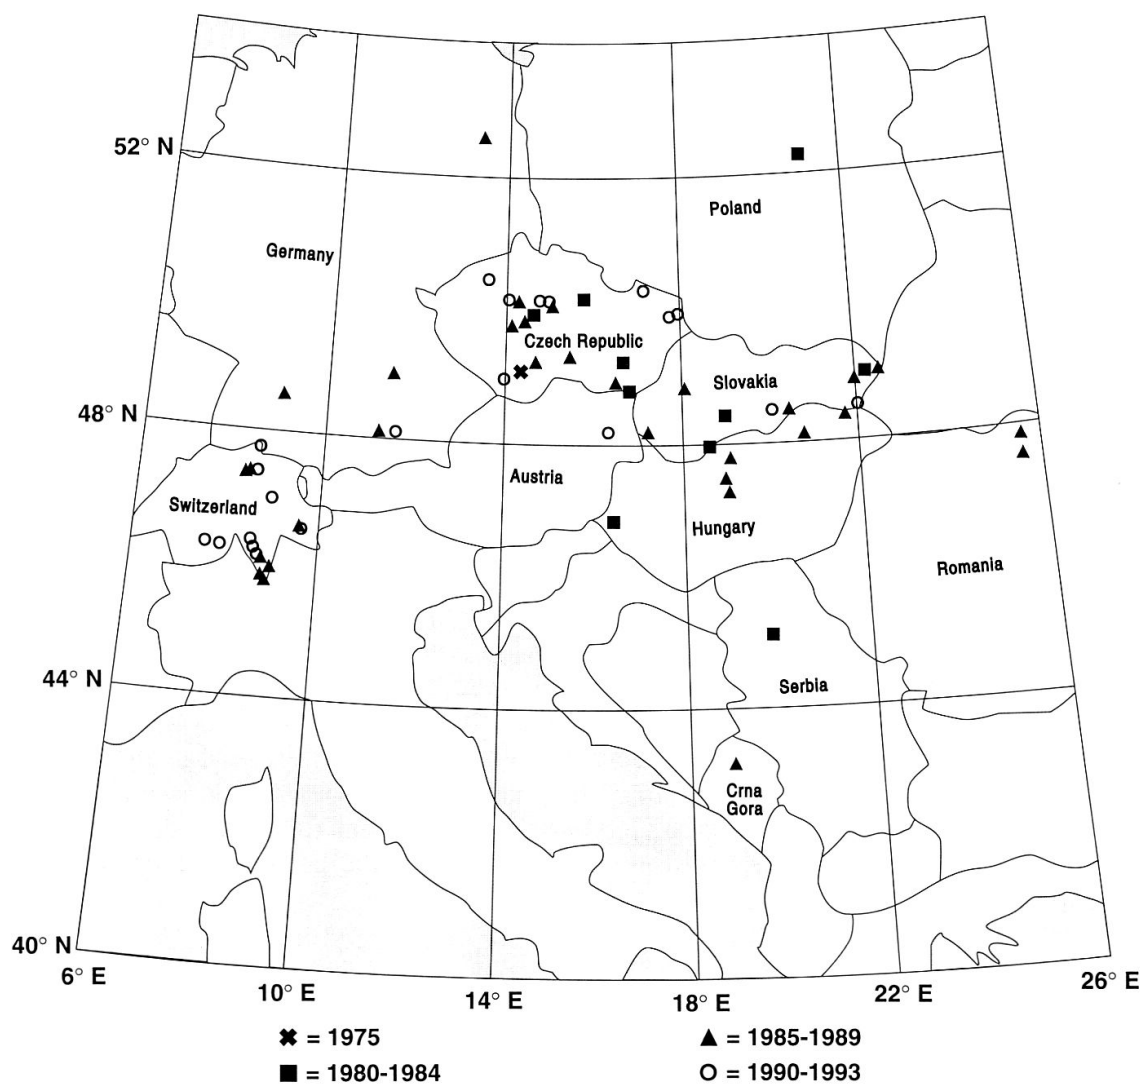 52° N
Poland
Germany
Czech Republic
Slovakia
48° N
Austria
Switzerland
Hungary
Romania
44° N
Serbia
Crna
Gora
40° N
6° E
10° E
14° E
18° E
22° E
26° E
✖ = 1975
▲ = 1985-1989
■ = 1980-1984
○ = 1990-1993